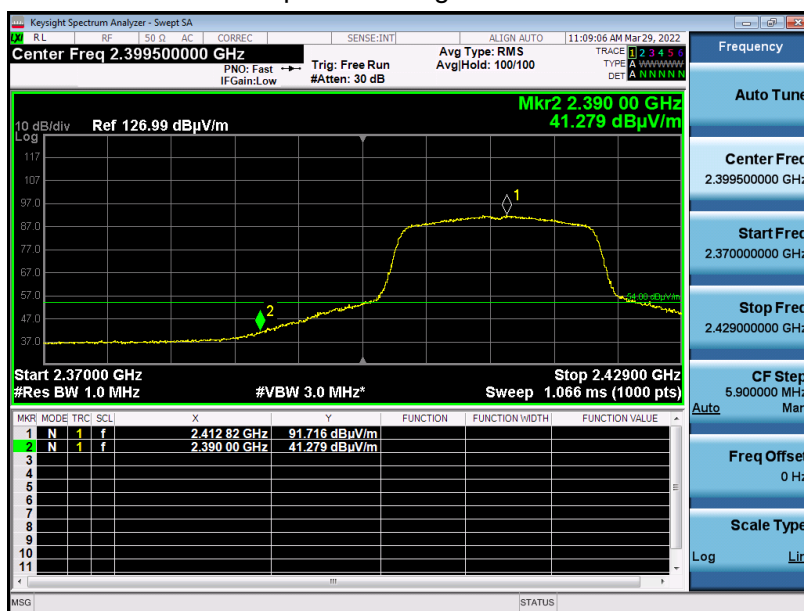 Keysight Spectrum Analyzer - Swept SA
LXI RL RF 50 Ω AC CORREC SENSE:INT ALIGN AUTO 11:09:06 AM Mar 29, 2022
Center Freq 2.399500000 GHz
PNO: Fast
IFGain:Low
Trig: Free Run
#Atten: 30 dB
Avg Type: RMS
Avg|Hold: 100/100
TRACE 1 2 3 4 5 6
TYPE A WWWWW
DET A N N N N N
Mkr2 2.390 00 GHz
41.279 dBµV/m
10 dB/div Ref 126.99 dBµV/m
Log
117
107
97.0
87.0
77.0
67.0
57.0
47.0
37.0
1
2
54.00 dBµV/m
Start 2.37000 GHz Stop 2.42900 GHz
#Res BW 1.0 MHz #VBW 3.0 MHz* Sweep 1.066 ms (1000 pts)
MKR MODE TRC SCL X Y FUNCTION FUNCTION WIDTH FUNCTION VALUE
1 N 1 f 2.412 82 GHz 91.716 dBµV/m
2 N 1 f 2.390 00 GHz 41.279 dBµV/m
3
4
5
6
7
8
9
10
11
MSG STATUS
Frequency
Auto Tune
Center Freq
2.399500000 GHz
Start Freq
2.370000000 GHz
Stop Freq
2.429000000 GHz
CF Step
5.900000 MHz
Auto Man
Freq Offset
0 Hz
Scale Type
Log Lin